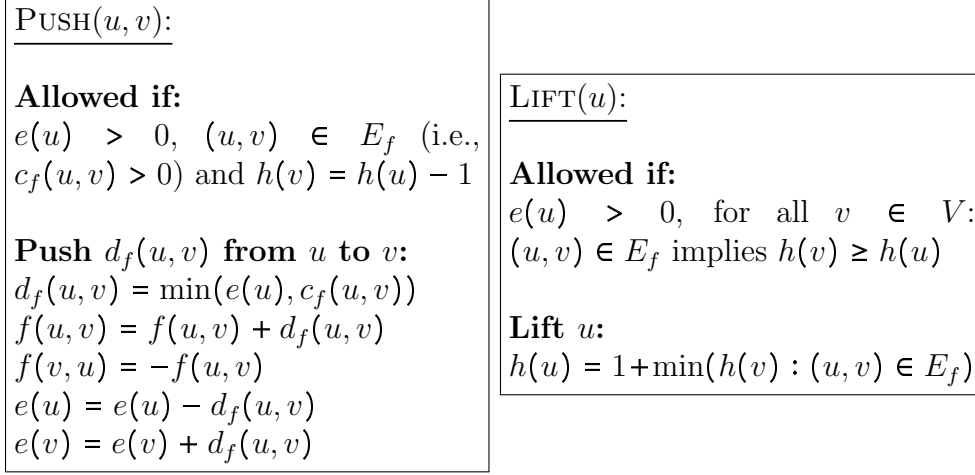 PUSH(u, v):
Allowed if:
e(u) > 0, (u, v) ∈ E_f (i.e.,
c_f(u, v) > 0) and h(v) = h(u) − 1
Push d_f(u, v) from u to v:
d_f(u, v) = min(e(u), c_f(u, v))
f(u, v) = f(u, v) + d_f(u, v)
f(v, u) = −f(u, v)
e(u) = e(u) − d_f(u, v)
e(v) = e(v) + d_f(u, v)
LIFT(u):
Allowed if:
e(u) > 0, for all v ∈ V:
(u, v) ∈ E_f implies h(v) ≥ h(u)
Lift u:
h(u) = 1+min(h(v) : (u, v) ∈ E_f)